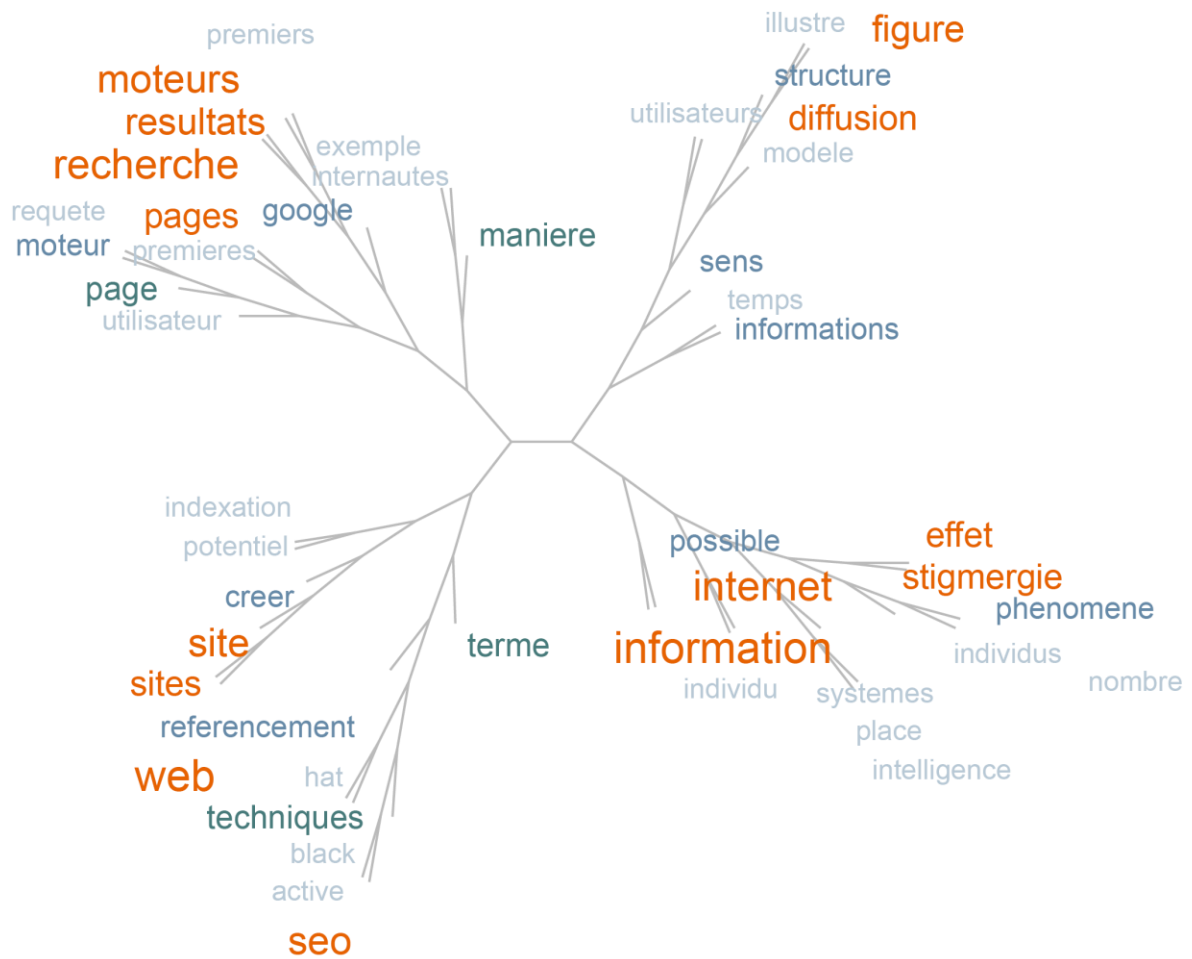 premiers
moteurs
resultats
recherche
exemple
internautes
requete
pages
google
moteur
premieres
page
utilisateur
maniere
illustre
figure
structure
utilisateurs
diffusion
modele
sens
temps
informations
indexation
potentiel
creer
site
sites
referencement
web
hat
techniques
black
active
seo
terme
possible
effet
internet
stigmergie
phenomene
information
individus
individu
nombre
systemes
place
intelligence